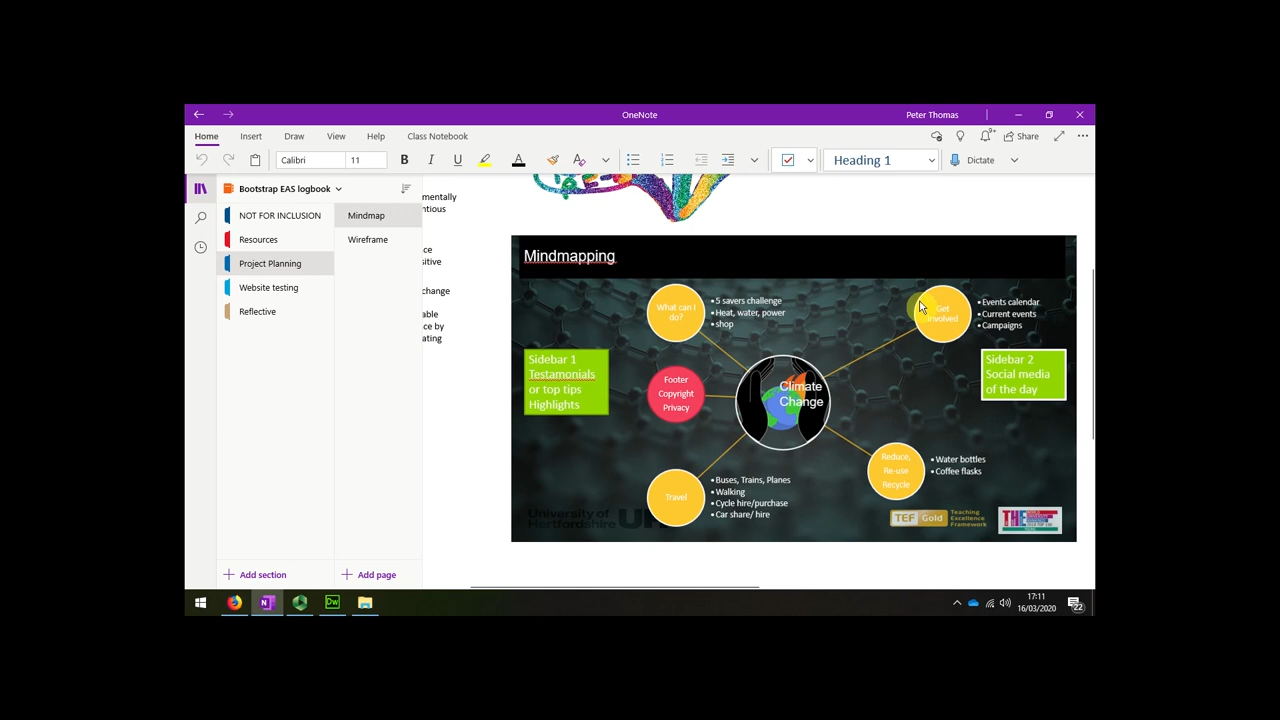 OneNote
Peter Thomas
Home
Insert
Draw
View
Help
Class Notebook
9+
Share
Calibri
11
B
I
U
A
A
Heading 1
Dictate
Bootstrap EAS logbook
NOT FOR INCLUSION
Resources
Project Planning
Website testing
Reflective
Add section
Mindmap
Wireframe
Add page
mentally
ntious
ce
sitive
change
able
ce by
ating
Mindmapping
What can I
do?
• 5 savers challenge
• Heat, water, power
• shop
Get
Involved
• Events calendar
• Current events
• Campaigns
Sidebar 1
Testamonials
or top tips
Highlights
Footer
Copyright
Privacy
Climate
Change
Sidebar 2
Social media
of the day
Reduce,
Re-use
Recycle
• Water bottles
• Coffee flasks
Travel
• Buses, Trains, Planes
• Walking
• Cycle hire/purchase
• Car share/ hire
University of
Hertfordshire UH
TEF Gold
Teaching
Excellence
Framework
THE
Dw
17:11
16/03/2020
22